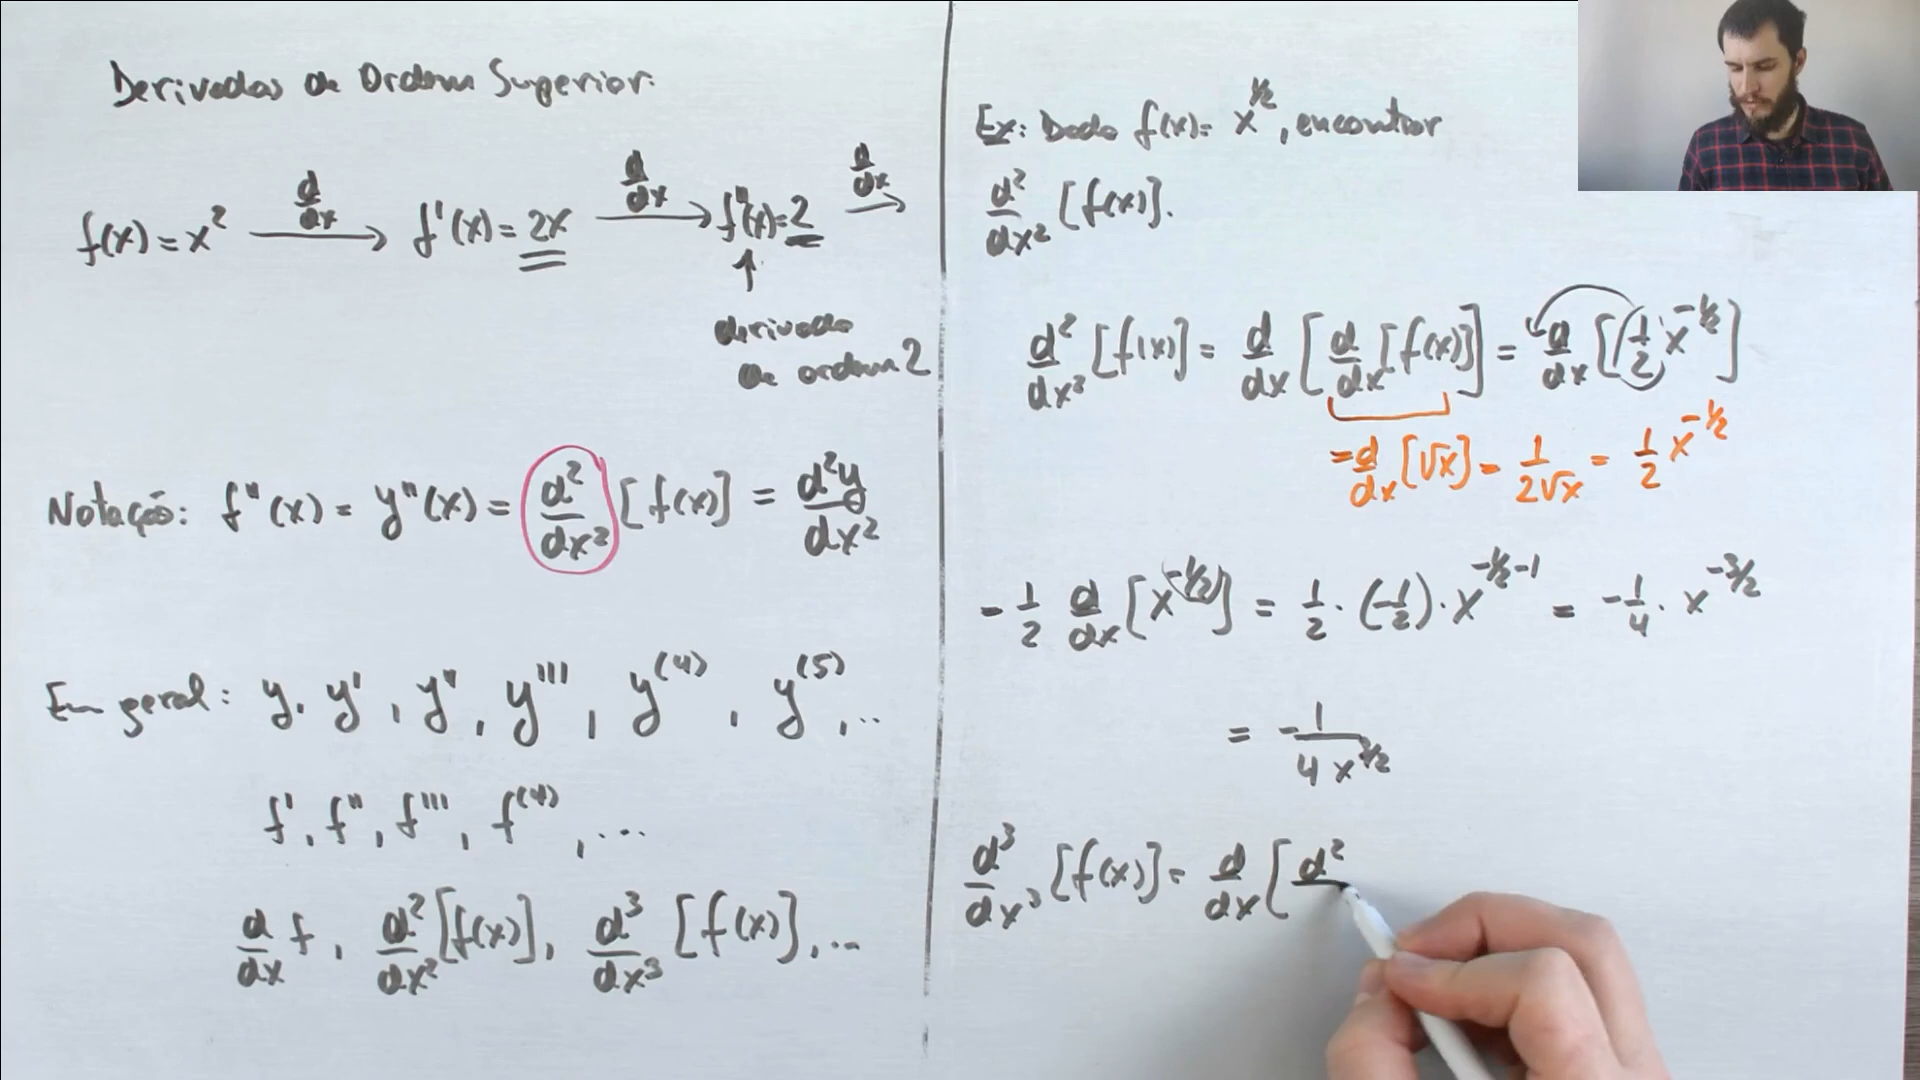 Derivadas de Ordem Superior.
f(x) = x² —d/dx→ f'(x) = 2x —d/dx→ f''(x) = 2 —d/dx→
↑
derivada
de ordem 2
Notação: f''(x) = y''(x) = d²/dx² [f(x)] = d²y/dx²
Em geral: y, y', y'', y''', y⁽⁴⁾, y⁽⁵⁾, ...
f', f'', f''', f⁽⁴⁾, ...
d/dx f, d²/dx² [f(x)], d³/dx³ [f(x)], ...
Ex: Dada f(x) = x^{1/2}, encontrar
d²/dx² [f(x)].
d²/dx² [f(x)] = d/dx [d/dx [f(x)]] = d/dx [(1/2) x^{-1/2}]
= d/dx [√x] = 1/(2√x) = 1/2 x^{-1/2}
= 1/2 d/dx [x^{-1/2}] = 1/2 · (-1/2) · x^{-1/2-1} = -1/4 · x^{-3/2}
= -1/(4x^{3/2})
d³/dx³ [f(x)] = d/dx [d²